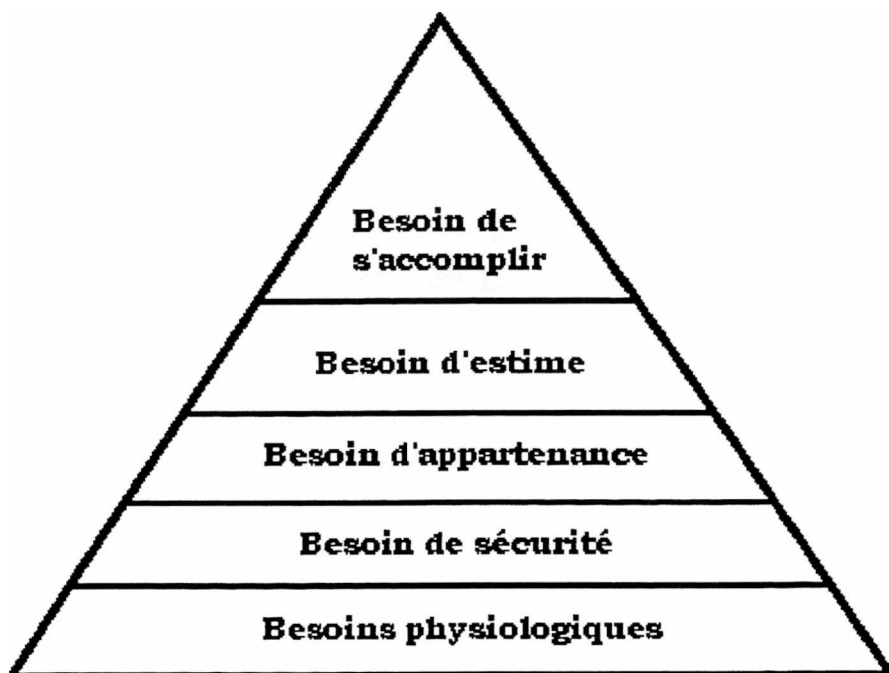 Besoin de
s'accomplir
Besoin d'estime
Besoin d'appartenance
Besoin de sécurité
Besoins physiologiques